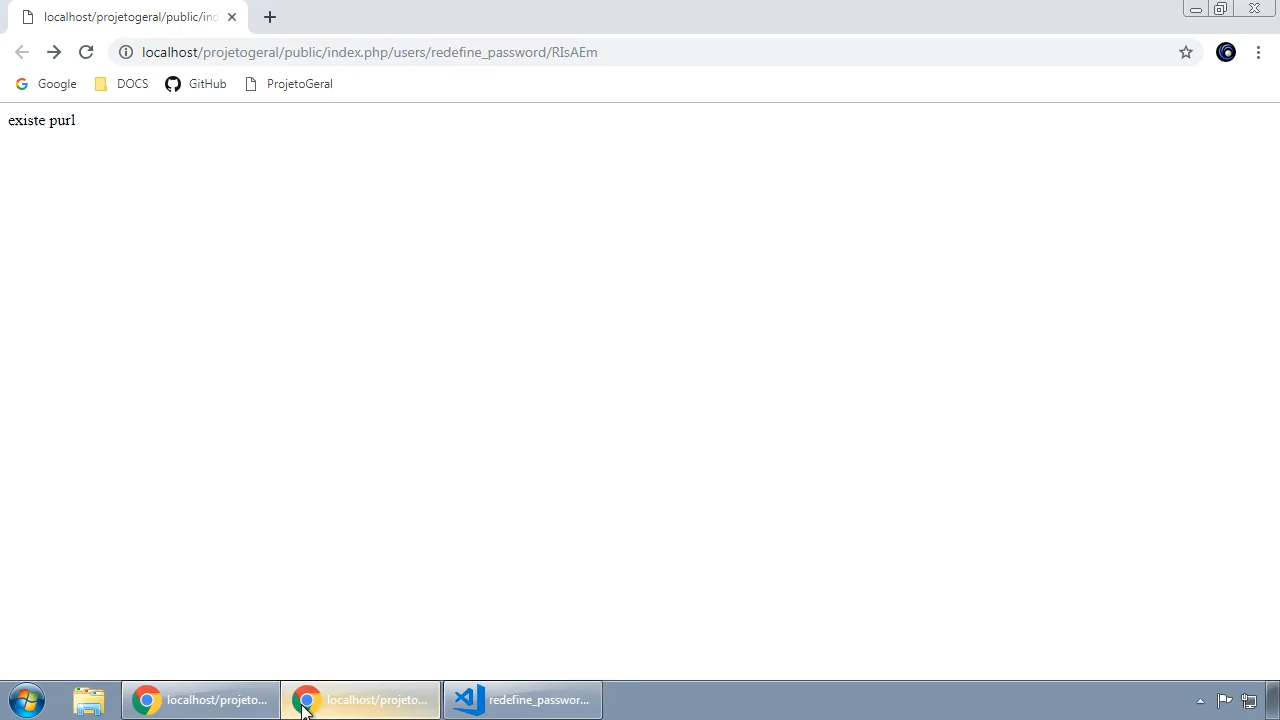 localhost/projetogeral/public/ind
localhost/projetogeral/public/index.php/users/redefine_password/RIsAEm
Google
DOCS
GitHub
ProjetoGeral
existe purl
localhost/projeto...
localhost/projeto...
redefine_passwor...